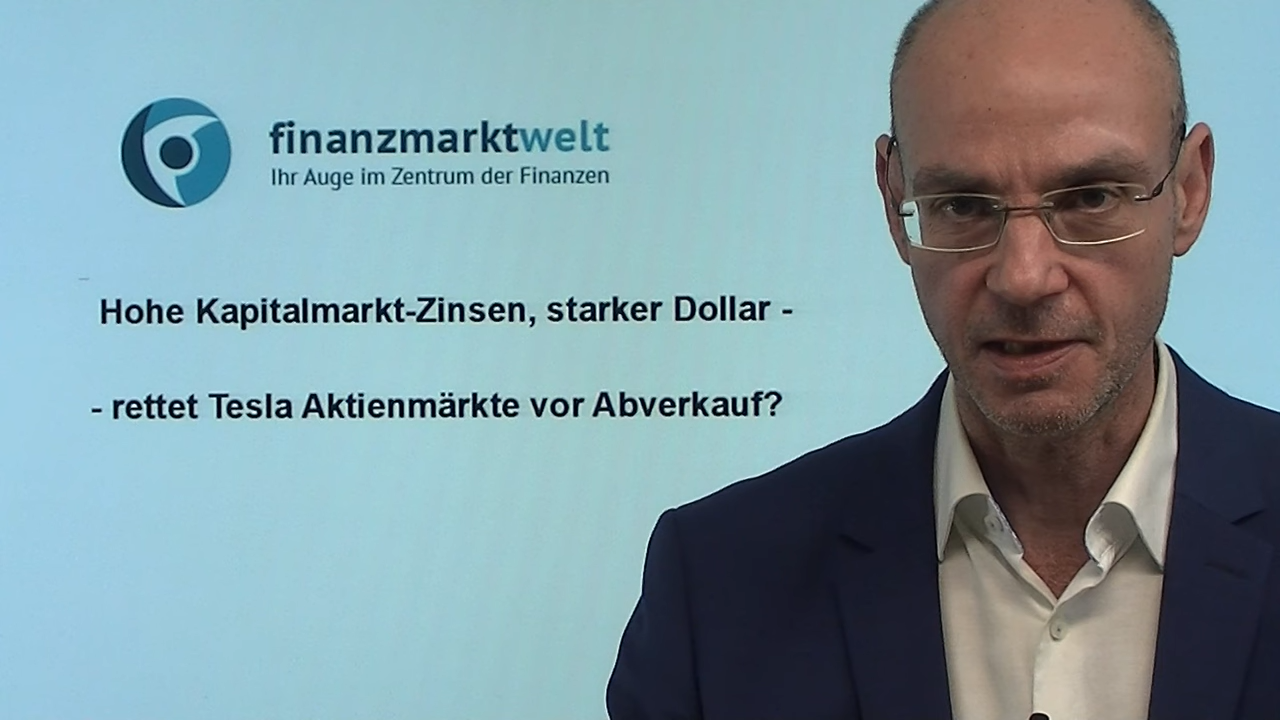 finanzmarktwelt
Ihr Auge im Zentrum der Finanzen
Hohe Kapitalmarkt-Zinsen, starker Dollar -
- rettet Tesla Aktienmärkte vor Abverkauf?